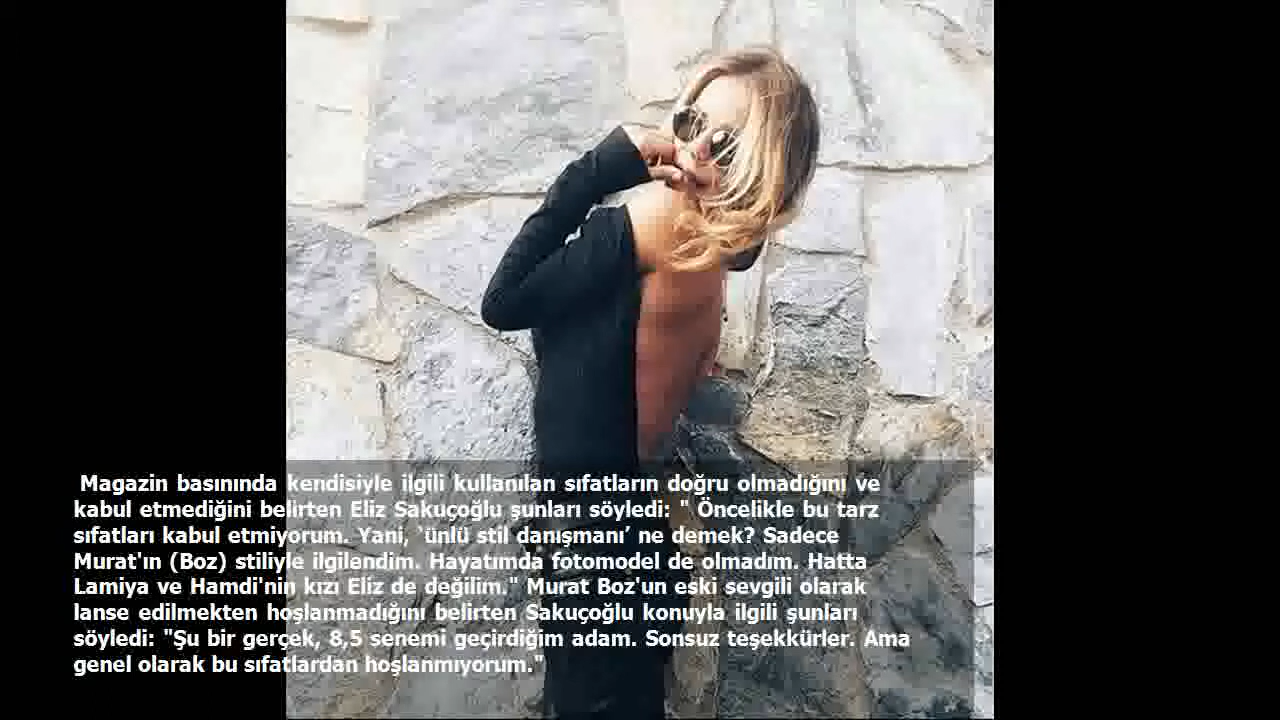 Magazin basınında kendisiyle ilgili kullanılan sıfatların doğru olmadığını ve
kabul etmediğini belirten Eliz Sakuçoğlu şunları söyledi: " Öncelikle bu tarz
sıfatları kabul etmiyorum. Yani, ‘ünlü stil danışmanı’ ne demek? Sadece
Murat'ın (Boz) stiliyle ilgilendim. Hayatımda fotomodel de olmadım. Hatta
Lamiya ve Hamdi'nin kızı Eliz de değilim." Murat Boz'un eski sevgili olarak
lanse edilmekten hoşlanmadığını belirten Sakuçoğlu konuyla ilgili şunları
söyledi: "Şu bir gerçek, 8,5 senemi geçirdiğim adam. Sonsuz teşekkürler. Ama
genel olarak bu sıfatlardan hoşlanmıyorum."